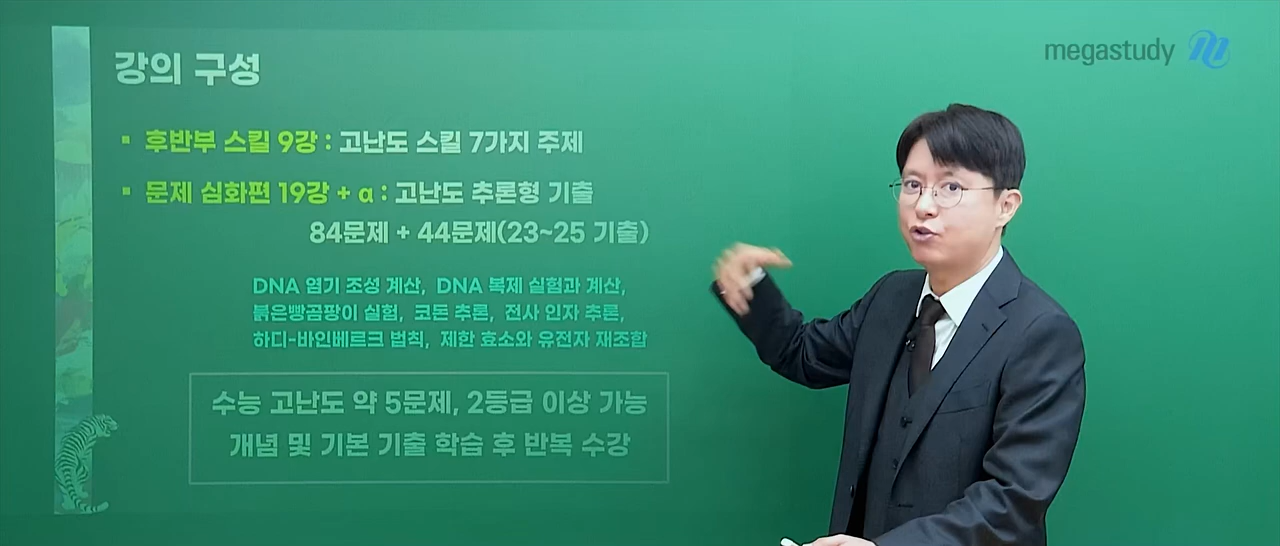 강의 구성
megastudy
▪ 후반부 스킬 9강 : 고난도 스킬 7가지 주제
▪ 문제 심화편 19강 + α : 고난도 추론형 기출
84문제 + 44문제(23~25 기출)
DNA 염기 조성 계산, DNA 복제 실험과 계산,
붉은빵곰팡이 실험, 코돈 추론, 전사 인자 추론,
하디-바인베르크 법칙, 제한 효소와 유전자 재조합
수능 고난도 약 5문제, 2등급 이상 가능
개념 및 기본 기출 학습 후 반복 수강